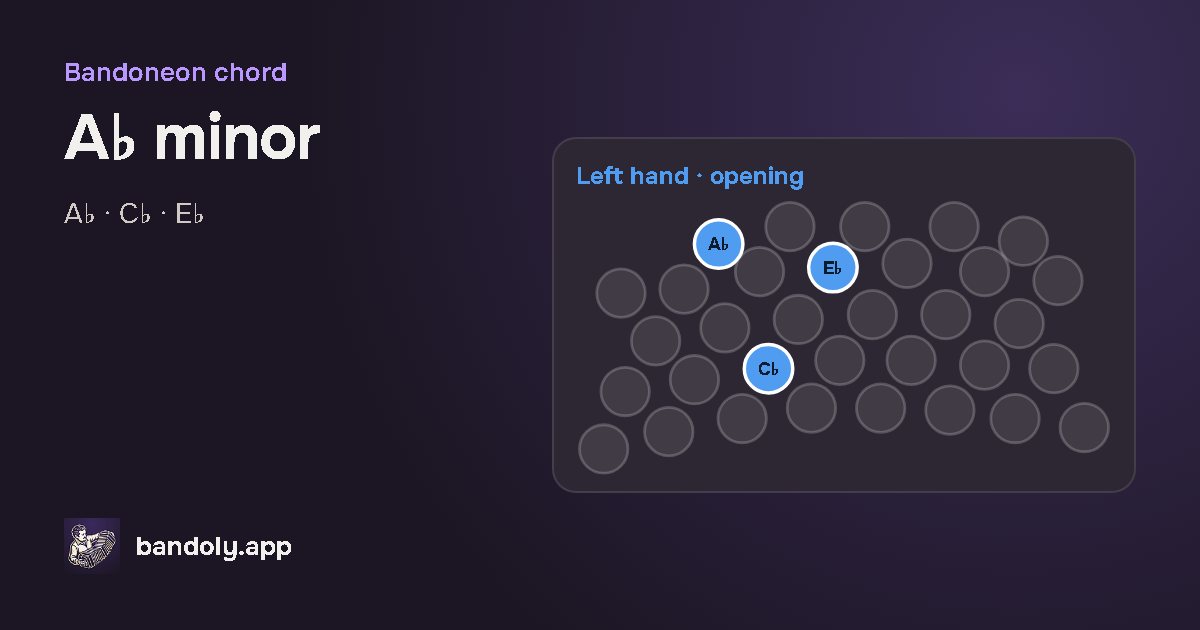 Bandoneon chord
A♭ minor
A♭ · C♭ · E♭
Left hand · opening
A♭
E♭
C♭
bandoly.app